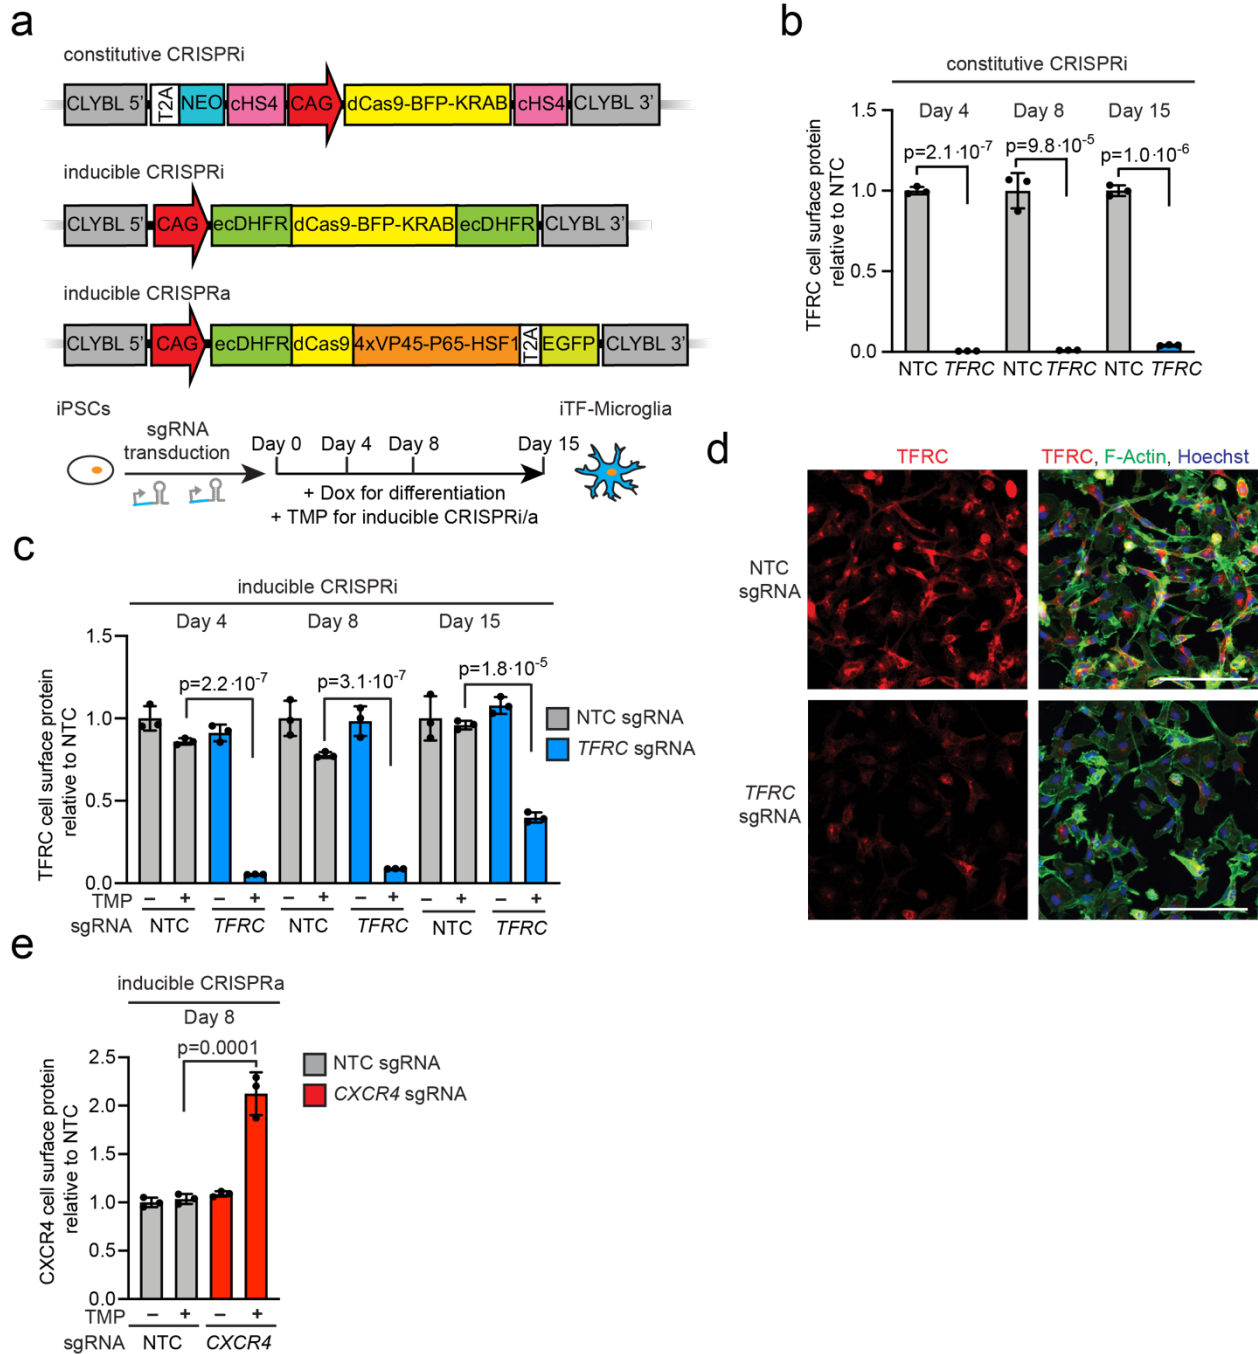 a
constitutive CRISPRi
CLYBL 5' T2A NEO cHS4 CAG dCas9-BFP-KRAB cHS4 CLYBL 3'
inducible CRISPRi
CLYBL 5' CAG ecDHFR dCas9-BFP-KRAB ecDHFR CLYBL 3'
inducible CRISPRa
CLYBL 5' CAG ecDHFR dCas9 4xVP45-P65-HSF1 T2A EGFP CLYBL 3'
iPSCs
iTF-Microglia
sgRNA
transduction
Day 0 Day 4 Day 8 Day 15
+ Dox for differentiation
+ TMP for inducible CRISPRi/a
b
constitutive CRISPRi
Day 4 Day 8 Day 15
p=2.1·10-7 p=9.8·10-5 p=1.0·10-6
TFRC cell surface protein
relative to NTC
1.5
1.0
0.5
0.0
NTC TFRC NTC TFRC NTC TFRC
c
inducible CRISPRi
Day 4 Day 8 Day 15
p=2.2·10-7 p=3.1·10-7 p=1.8·10-5
TFRC cell surface protein
relative to NTC
1.5
1.0
0.5
0.0
NTC sgRNA
TFRC sgRNA
TMP − + − + − + − + − + − +
sgRNA NTC TFRC NTC TFRC NTC TFRC
d
TFRC
TFRC, F-Actin, Hoechst
NTC
sgRNA
TFRC
sgRNA
e
inducible CRISPRa
Day 8
p=0.0001
CXCR4 cell surface protein
relative to NTC
2.5
2.0
1.5
1.0
0.5
0.0
NTC sgRNA
CXCR4 sgRNA
TMP − + − +
sgRNA NTC CXCR4